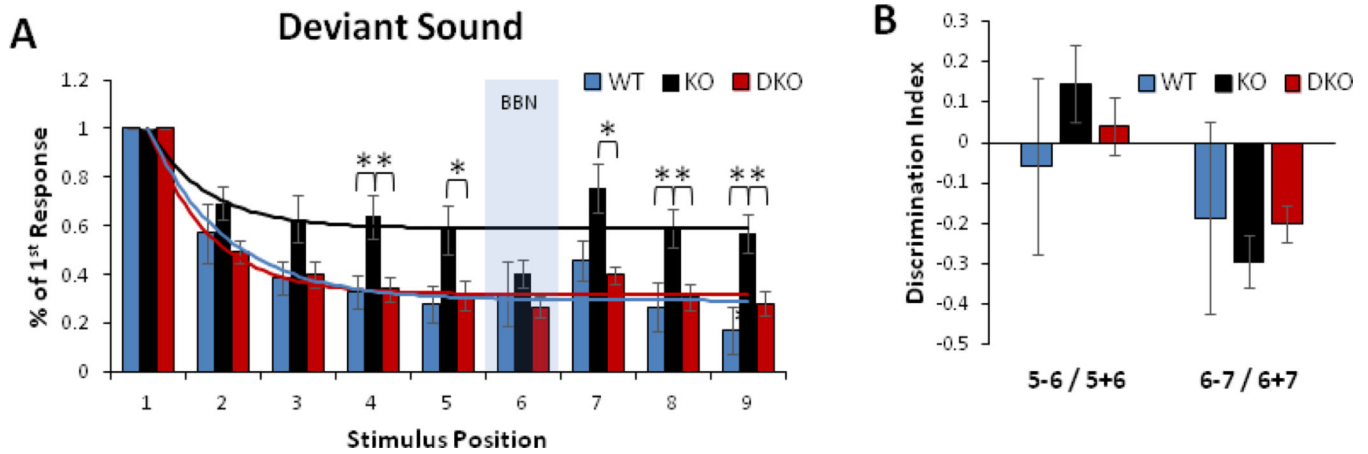 A
Deviant Sound
% of 1st Response
1.2
1
0.8
0.6
0.4
0.2
0
WT KO DKO
BBN
* *
*
*
* *
* *
*
1 2 3 4 5 6 7 8 9
Stimulus Position
B
Discrimination Index
0.3
0.2
0.1
0
-0.1
-0.2
-0.3
-0.4
-0.5
WT KO DKO
5-6 / 5+6 6-7 / 6+7